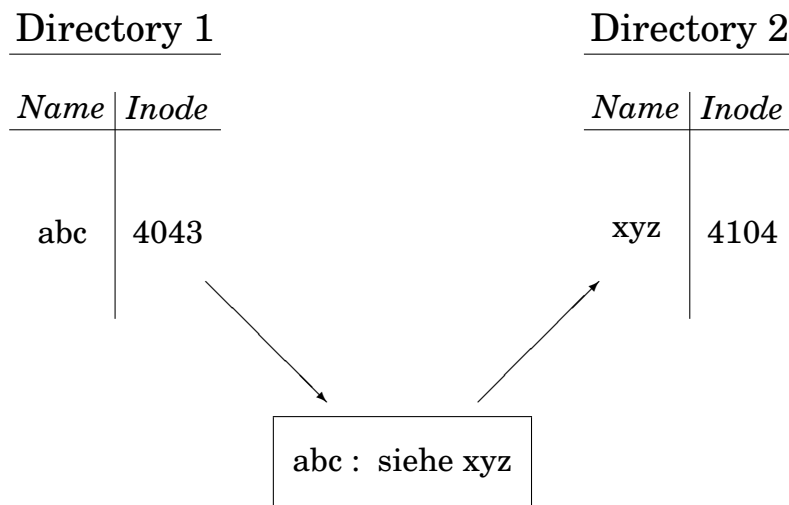 Directory 1 Directory 2
Name Inode Name Inode
abc 4043 xyz 4104
abc : siehe xyz